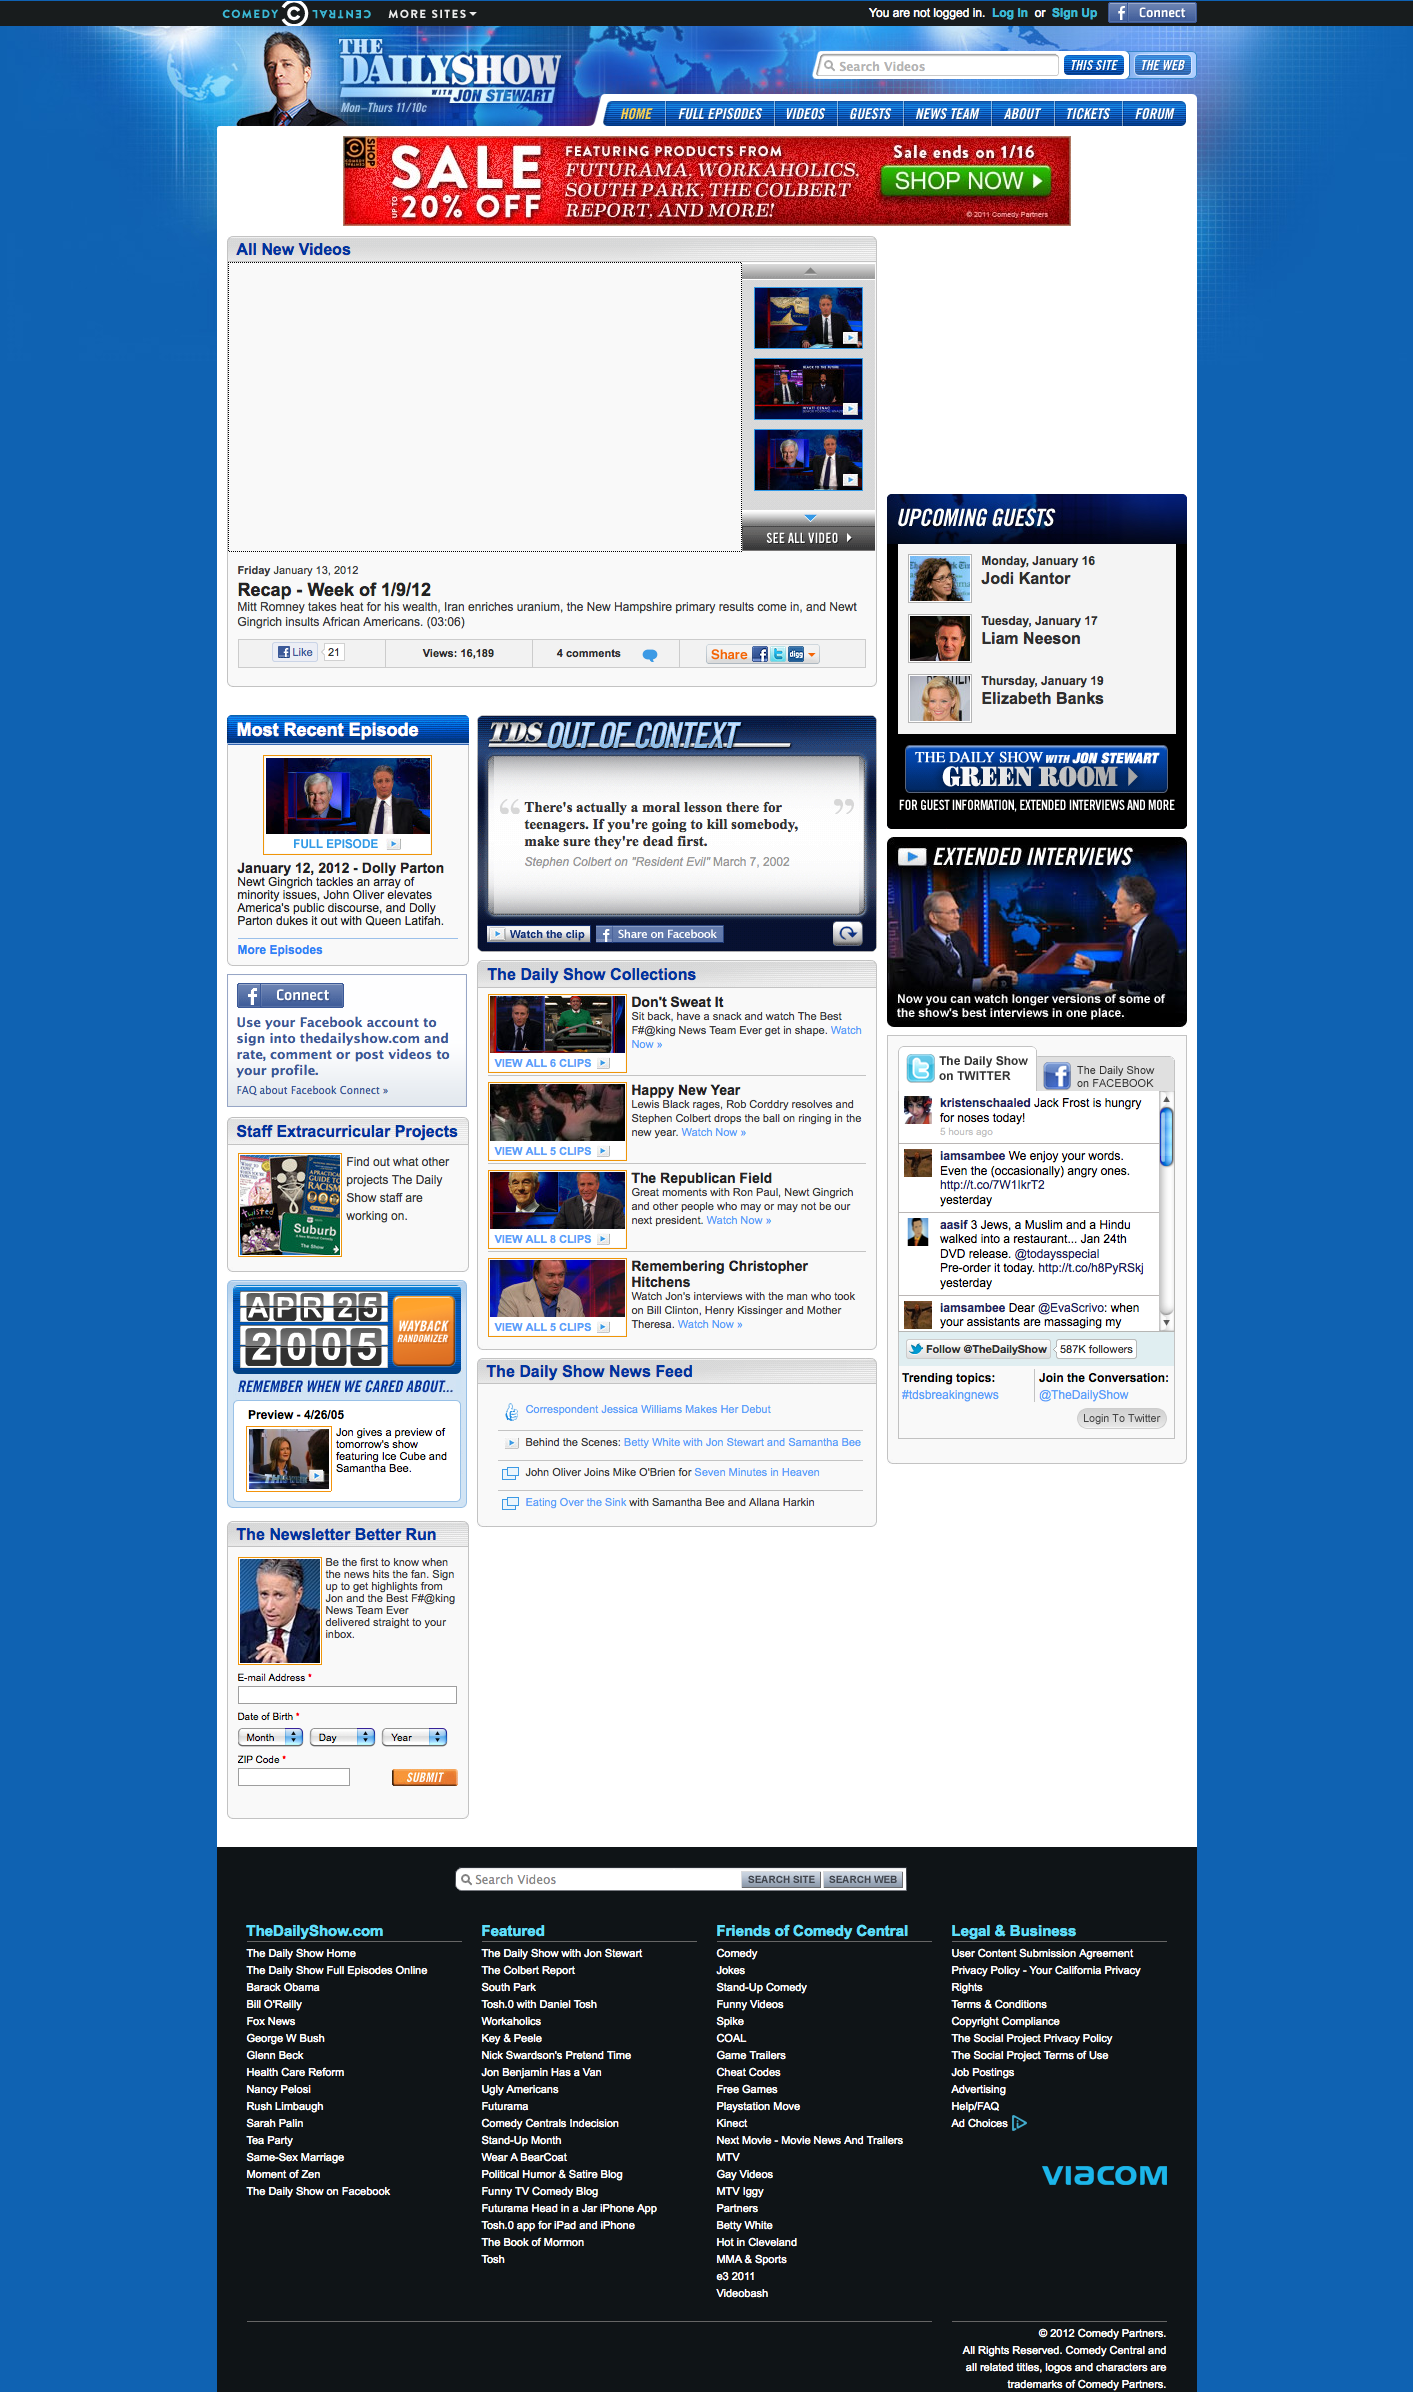 COMEDY CENTRAL MORE SITES
You are not logged in. Log In or Sign Up Connect
THE DAILY SHOW WITH JON STEWART
Mon-Thurs 11/10c
Search Videos THIS SITE THE WEB
HOME FULL EPISODES VIDEOS GUESTS NEWS TEAM ABOUT TICKETS FORUM
COMEDY CENTRAL SHOP
SALE
UP TO 20% OFF
FEATURING PRODUCTS FROM
FUTURAMA, WORKAHOLICS,
SOUTH PARK, THE COLBERT
REPORT, AND MORE!
Sale ends on 1/16
SHOP NOW
© 2011 Comedy Partners
All New Videos
SEE ALL VIDEO
Friday January 13, 2012
Recap - Week of 1/9/12
Mitt Romney takes heat for his wealth, Iran enriches uranium, the New Hampshire primary results come in, and Newt
Gingrich insults African Americans. (03:06)
Like 21 Views: 16,189 4 comments Share digg
UPCOMING GUESTS
Monday, January 16
Jodi Kantor
Tuesday, January 17
Liam Neeson
Thursday, January 19
Elizabeth Banks
THE DAILY SHOW WITH JON STEWART
GREEN ROOM
FOR GUEST INFORMATION, EXTENDED INTERVIEWS AND MORE
Most Recent Episode
FULL EPISODE
January 12, 2012 - Dolly Parton
Newt Gingrich tackles an array of
minority issues, John Oliver elevates
America's public discourse, and Dolly
Parton dukes it out with Queen Latifah.
More Episodes
TDS OUT OF CONTEXT
“ There's actually a moral lesson there for ”
teenagers. If you're going to kill somebody,
make sure they're dead first.
Stephen Colbert on "Resident Evil" March 7, 2002
Watch the clip Share on Facebook
EXTENDED INTERVIEWS
Now you can watch longer versions of some of
the show's best interviews in one place.
Connect
Use your Facebook account to
sign into thedailyshow.com and
rate, comment or post videos to
your profile.
FAQ about Facebook Connect »
Staff Extracurricular Projects
Find out what other
projects The Daily
Show staff are
working on.
twisted
A PRACTICAL GUIDE TO RACISM
Suburb
The Show
APR 25
2005
WAYBACK
RANDOMIZER
REMEMBER WHEN WE CARED ABOUT...
Preview - 4/26/05
Jon gives a preview of
tomorrow's show
featuring Ice Cube and
Samantha Bee.
The Newsletter Better Run
Be the first to know when
the news hits the fan. Sign
up to get highlights from
Jon and the Best F#@king
News Team Ever
delivered straight to your
inbox.
E-mail Address *
Date of Birth *
Month Day Year
ZIP Code *
SUBMIT
The Daily Show Collections
Don't Sweat It
Sit back, have a snack and watch The Best
F#@king News Team Ever get in shape. Watch
Now »
VIEW ALL 6 CLIPS
Happy New Year
Lewis Black rages, Rob Corddry resolves and
Stephen Colbert drops the ball on ringing in the
new year. Watch Now »
VIEW ALL 5 CLIPS
The Republican Field
Great moments with Ron Paul, Newt Gingrich
and other people who may or may not be our
next president. Watch Now »
VIEW ALL 8 CLIPS
Remembering Christopher
Hitchens
Watch Jon's interviews with the man who took
on Bill Clinton, Henry Kissinger and Mother
Theresa. Watch Now »
VIEW ALL 5 CLIPS
The Daily Show News Feed
Correspondent Jessica Williams Makes Her Debut
Behind the Scenes: Betty White with Jon Stewart and Samantha Bee
John Oliver Joins Mike O'Brien for Seven Minutes in Heaven
Eating Over the Sink with Samantha Bee and Allana Harkin
The Daily Show
on TWITTER
The Daily Show
on FACEBOOK
kristenschaaled Jack Frost is hungry
for noses today!
5 hours ago
iamsambee We enjoy your words.
Even the (occasionally) angry ones.
http://t.co/7W1IkrT2
yesterday
aasif 3 Jews, a Muslim and a Hindu
walked into a restaurant... Jan 24th
DVD release. @todaysspecial
Pre-order it today. http://t.co/h8PyRSkj
yesterday
iamsambee Dear @EvaScrivo: when
your assistants are massaging my
Follow @TheDailyShow 587K followers
Trending topics:
#tdsbreakingnews
Join the Conversation:
@TheDailyShow
Login To Twitter
Search Videos SEARCH SITE SEARCH WEB
TheDailyShow.com
The Daily Show Home
The Daily Show Full Episodes Online
Barack Obama
Bill O'Reilly
Fox News
George W Bush
Glenn Beck
Health Care Reform
Nancy Pelosi
Rush Limbaugh
Sarah Palin
Tea Party
Same-Sex Marriage
Moment of Zen
The Daily Show on Facebook
Featured
The Daily Show with Jon Stewart
The Colbert Report
South Park
Tosh.0 with Daniel Tosh
Workaholics
Key & Peele
Nick Swardson's Pretend Time
Jon Benjamin Has a Van
Ugly Americans
Futurama
Comedy Centrals Indecision
Stand-Up Month
Wear A BearCoat
Political Humor & Satire Blog
Funny TV Comedy Blog
Futurama Head in a Jar iPhone App
Tosh.0 app for iPad and iPhone
The Book of Mormon
Tosh
Friends of Comedy Central
Comedy
Jokes
Stand-Up Comedy
Funny Videos
Spike
COAL
Game Trailers
Cheat Codes
Free Games
Playstation Move
Kinect
Next Movie - Movie News And Trailers
MTV
Gay Videos
MTV Iggy
Partners
Betty White
Hot in Cleveland
MMA & Sports
e3 2011
Videobash
Legal & Business
User Content Submission Agreement
Privacy Policy - Your California Privacy
Rights
Terms & Conditions
Copyright Compliance
The Social Project Privacy Policy
The Social Project Terms of Use
Job Postings
Advertising
Help/FAQ
Ad Choices
VIACOM
© 2012 Comedy Partners.
All Rights Reserved. Comedy Central and
all related titles, logos and characters are
trademarks of Comedy Partners.